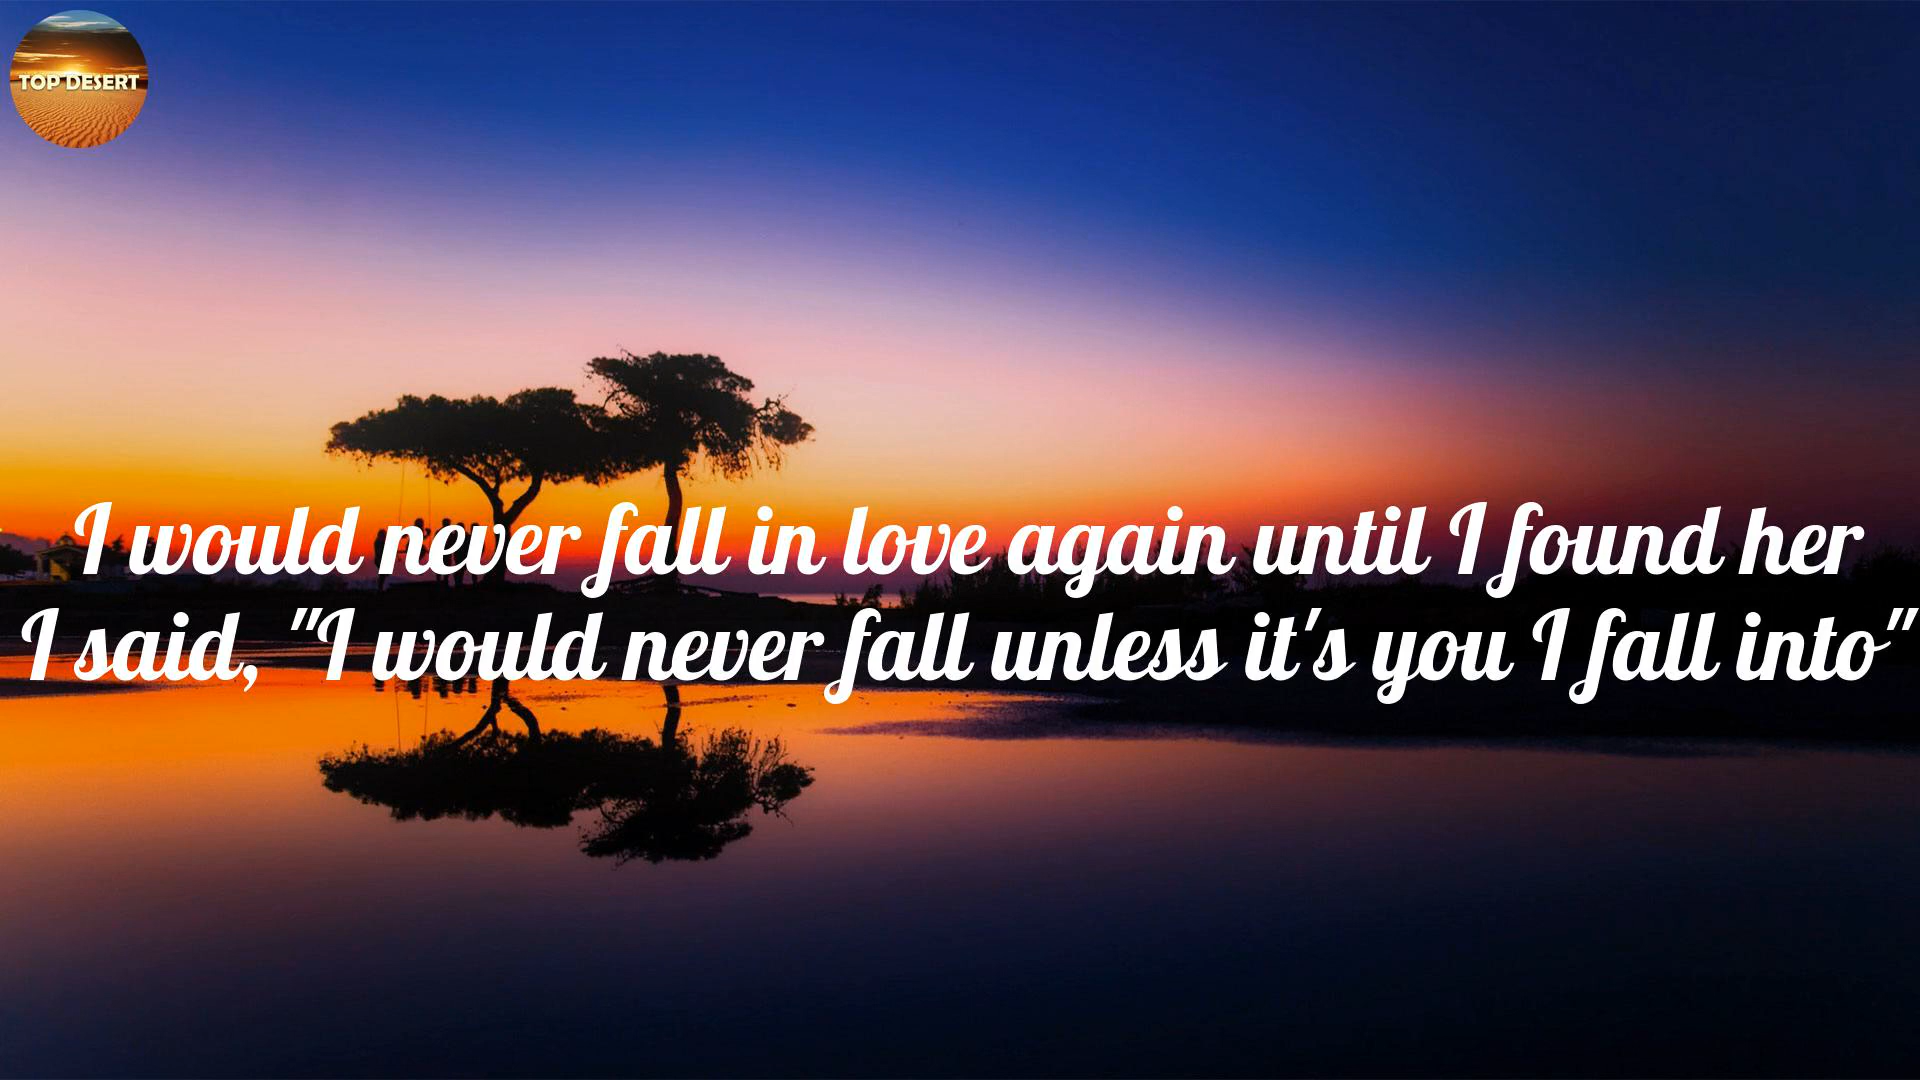 TOP DESERT
I would never fall in love again until I found her
I said, "I would never fall unless it's you I fall into"